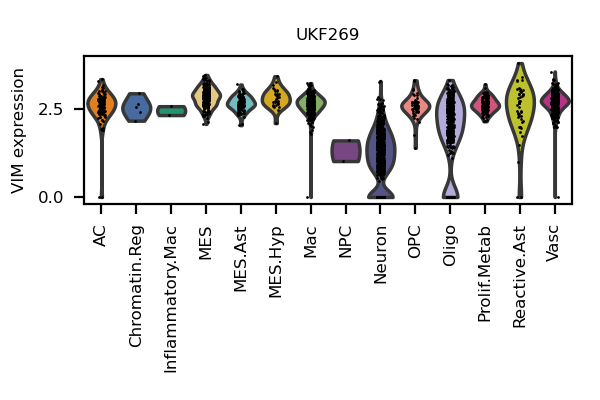 UKF269
VIM expression
2.5
0.0
AC
Chromatin.Reg
Inflammatory.Mac
MES
MES.Ast
MES.Hyp
Mac
NPC
Neuron
OPC
Oligo
Prolif.Metab
Reactive.Ast
Vasc